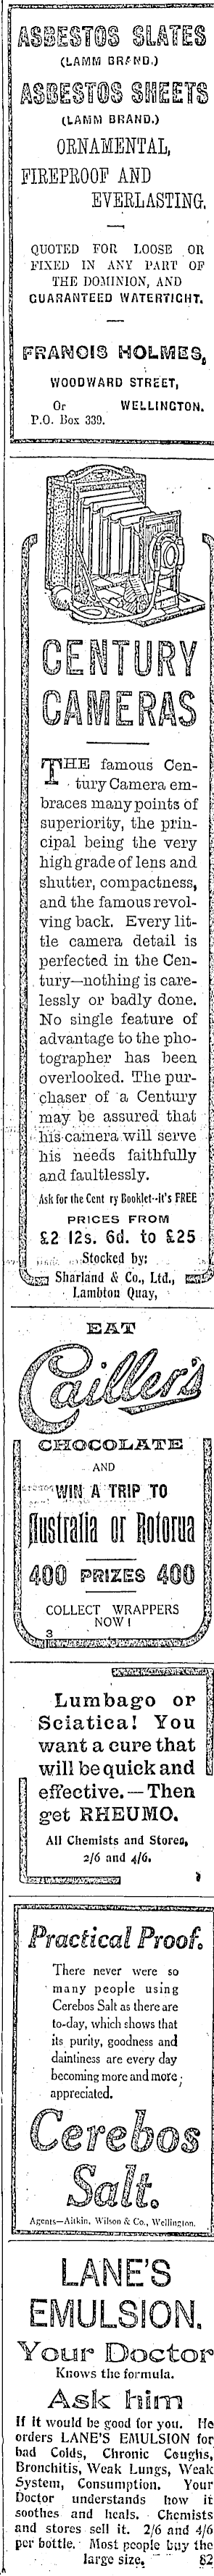 ASBESTOS SLATES
(LAMM BRAND.)
ASBESTOS SHEETS
(LAMM BRAND.)
ORNAMENTAL,
FIREPROOF AND
EVERLASTING.
QUOTED FOR LOOSE OR
FIXED IN ANY PART OF
THE DOMINION, AND
GUARANTEED WATERTIGHT.
FRANCIS HOLMES,
WOODWARD STREET,
Or WELLINGTON.
P.O. Box 339.
CENTURY
CAMERAS
THE famous Cen-
tury Camera em-
braces many points of
superiority, the prin-
cipal being the very
high grade of lens and
shutter, compactness,
and the famous revol-
ving back. Every lit-
tle camera detail is
perfected in the Cen-
tury—nothing is care-
lessly or badly done.
No single feature of
advantage to the pho-
tographer has been
overlooked. The pur-
chaser of a Century
may be assured that
his camera will serve
his needs faithfully
and faultlessly.
Ask for the Cent ry Booklet--it's FREE
PRICES FROM
£2 12s. 6d. to £25
Stocked by:
Sharland & Co., Ltd.,
Lambton Quay,
EAT
Cailler's
CHOCOLATE
AND
WIN A TRIP TO
Australia or Rotorua
400 PRIZES 400
COLLECT WRAPPERS
NOW!
3
Lumbago or
Sciatica! You
want a cure that
will be quick and
effective.—Then
get RHEUMO.
All Chemists and Stores,
2/6 and 4/6.
Practical Proof.
There never were so
many people using
Cerebos Salt as there are
to-day, which shows that
its purity, goodness and
daintiness are every day
becoming more and more
appreciated.
Cerebos
Salt.
Agents—Aitkin, Wilson & Co., Wellington.
LANE'S
EMULSION.
Your Doctor
Knows the formula.
Ask him
If it would be good for you. He
orders LANE'S EMULSION for
bad Colds, Chronic Coughs,
Bronchitis, Weak Lungs, Weak
System, Consumption. Your
Doctor understands how it
soothes and heals. Chemists
and stores sell it. 2/6 and 4/6
per bottle. Most people buy the
large size. 82